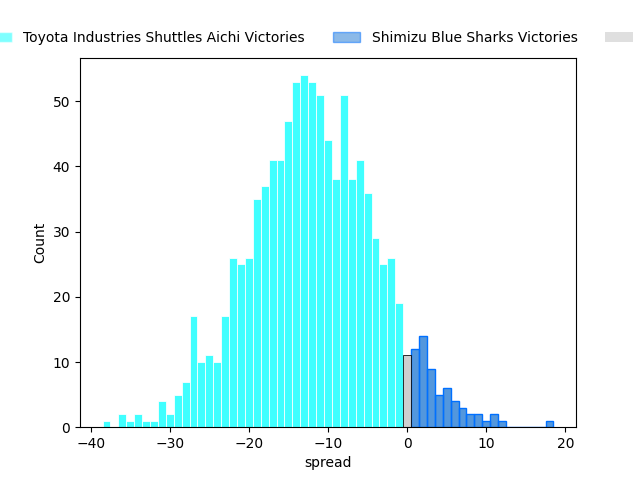 Toyota Industries Shuttles Aichi Victories Shimizu Blue Sharks Victories
50
40
30
20
10
0
Count
−40 −30 −20 −10 0 10 20
spread